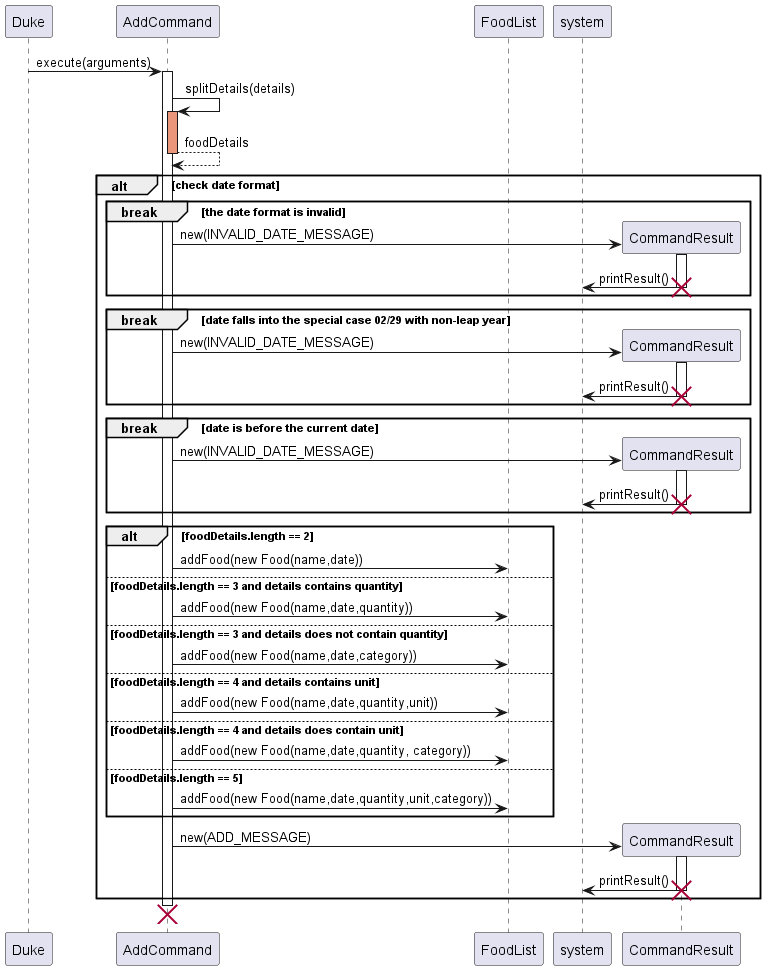 Duke AddCommand FoodList system
execute(arguments)
splitDetails(details)
foodDetails
alt [check date format]
break [the date format is invalid]
new(INVALID_DATE_MESSAGE)
CommandResult
printResult()
break [date falls into the special case 02/29 with non-leap year]
new(INVALID_DATE_MESSAGE)
CommandResult
printResult()
break [date is before the current date]
new(INVALID_DATE_MESSAGE)
CommandResult
printResult()
alt [foodDetails.length == 2]
addFood(new Food(name,date))
[foodDetails.length == 3 and details contains quantity]
addFood(new Food(name,date,quantity))
[foodDetails.length == 3 and details does not contain quantity]
addFood(new Food(name,date,category))
[foodDetails.length == 4 and details contains unit]
addFood(new Food(name,date,quantity,unit))
[foodDetails.length == 4 and details does contain unit]
addFood(new Food(name,date,quantity, category))
[foodDetails.length == 5]
addFood(new Food(name,date,quantity,unit,category))
new(ADD_MESSAGE)
CommandResult
printResult()
Duke AddCommand FoodList system CommandResult